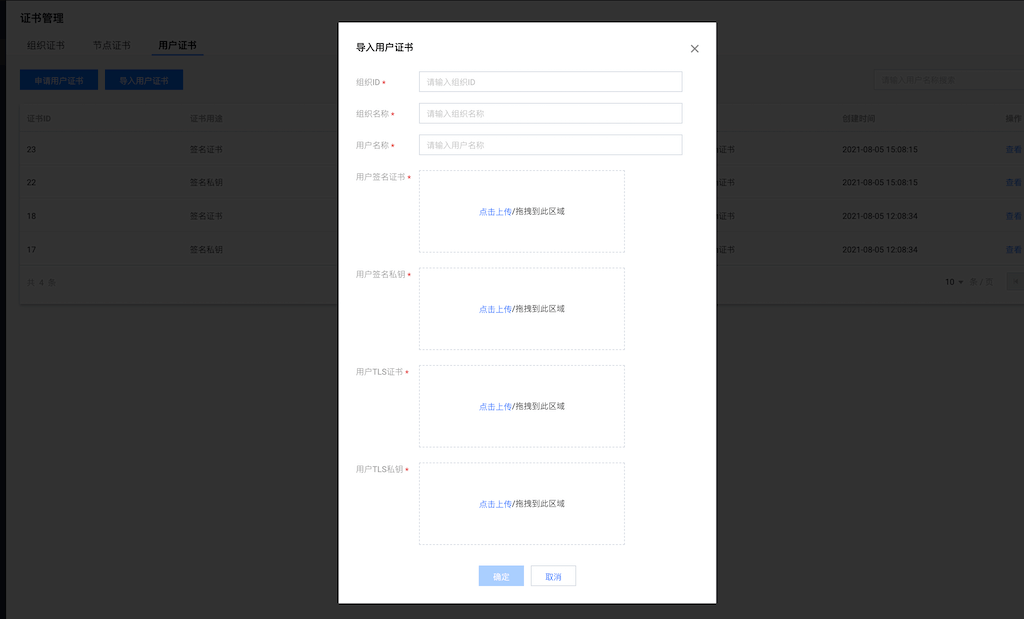 证书管理
组织证书 节点证书 用户证书
申请用户证书 导入用户证书
证书ID 证书用途 创建时间 操作
23 签名证书 证书 2021-08-05 15:08:15 查看
22 签名私钥 证书 2021-08-05 15:08:15 查看
18 签名证书 证书 2021-08-05 12:08:34 查看
17 签名私钥 证书 2021-08-05 12:08:34 查看
共 4 条 10 条 / 页
导入用户证书
组织ID * 请输入组织ID
组织名称 * 请输入组织名称
用户名称 * 请输入用户名称
用户签名证书 *
点击上传/拖拽到此区域
用户签名私钥 *
点击上传/拖拽到此区域
用户TLS证书 *
点击上传/拖拽到此区域
用户TLS私钥 *
点击上传/拖拽到此区域
确定 取消